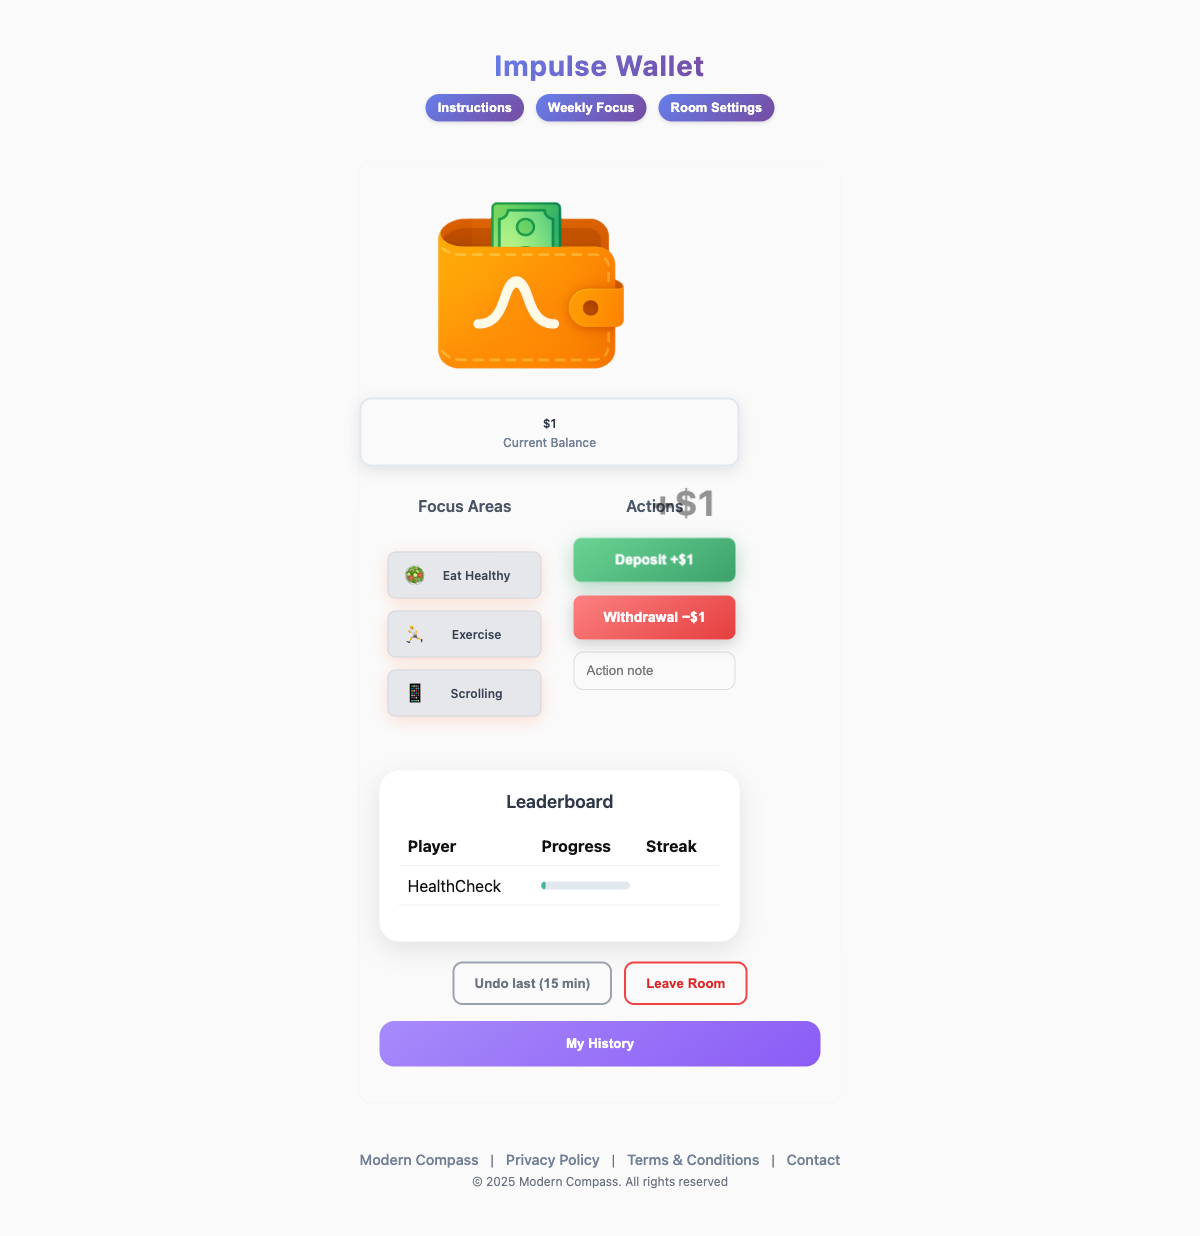 Impulse Wallet
Instructions
Weekly Focus
Room Settings
$1
Current Balance
Focus Areas
Eat Healthy
Exercise
Scrolling
Actions
+$1
Deposit +$1
Withdrawal −$1
Action note
Leaderboard
Player Progress Streak
HealthCheck
Undo last (15 min)
Leave Room
My History
Modern Compass | Privacy Policy | Terms & Conditions | Contact
© 2025 Modern Compass. All rights reserved